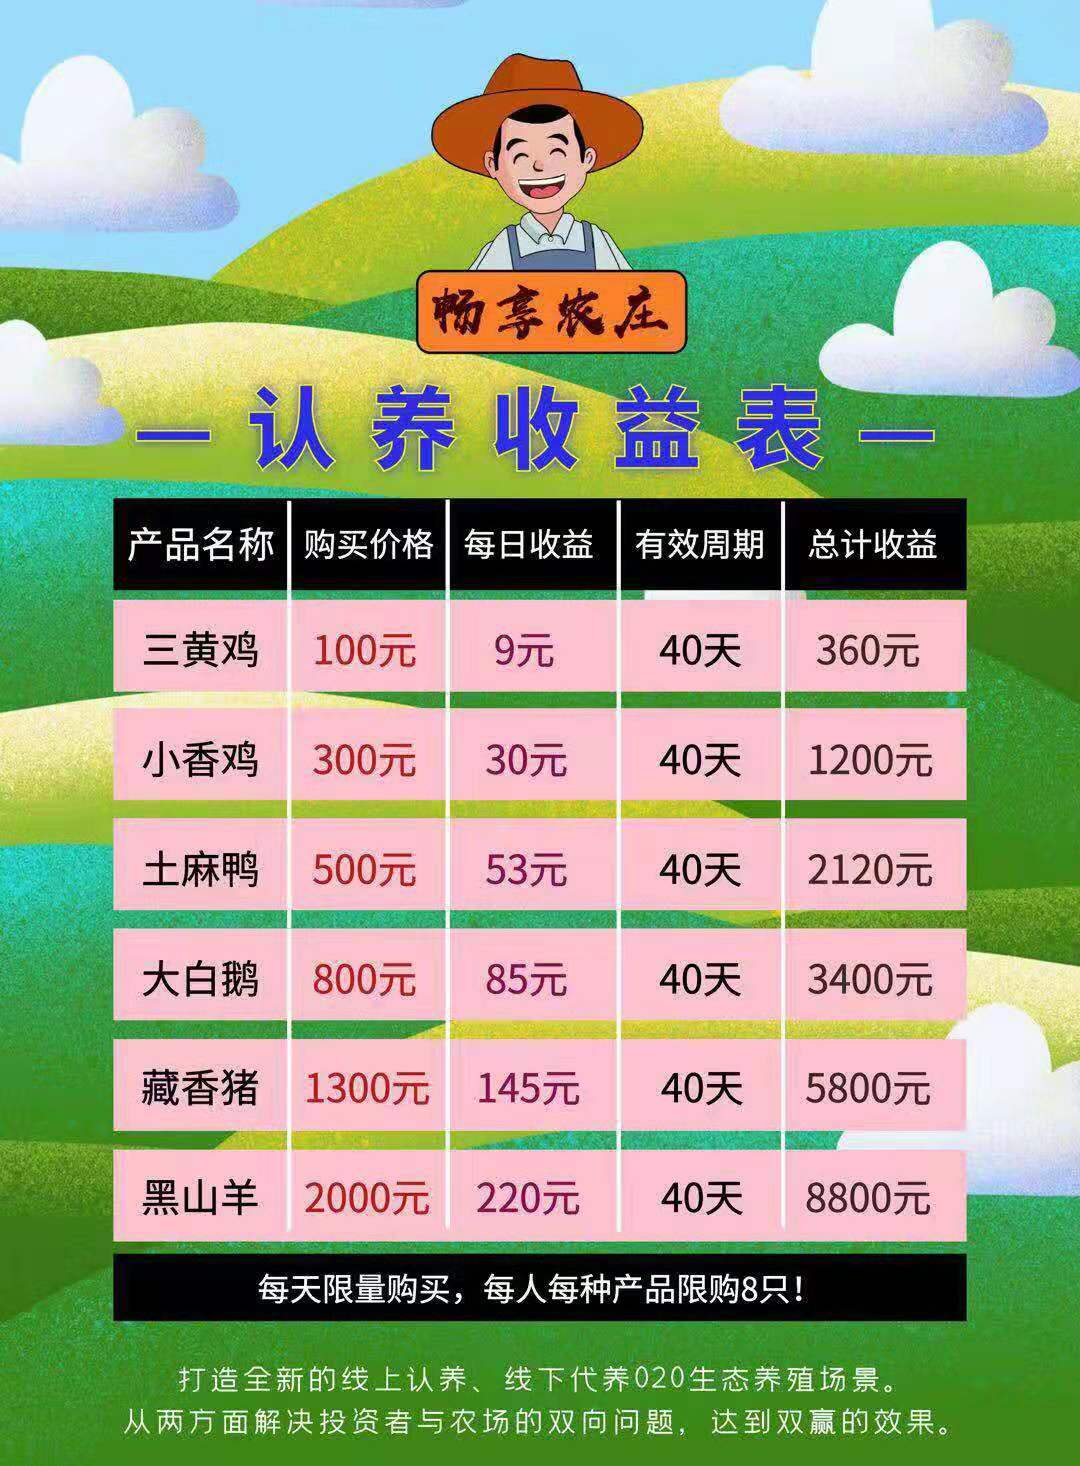 畅享农庄
认养收益表
产品名称 购买价格 每日收益 有效周期 总计收益
三黄鸡 100元 9元 40天 360元
小香鸡 300元 30元 40天 1200元
土麻鸭 500元 53元 40天 2120元
大白鹅 800元 85元 40天 3400元
藏香猪 1300元 145元 40天 5800元
黑山羊 2000元 220元 40天 8800元
每天限量购买，每人每种产品限购8只！
打造全新的线上认养、线下代养020生态养殖场景。
从两方面解决投资者与农场的双向问题，达到双赢的效果。